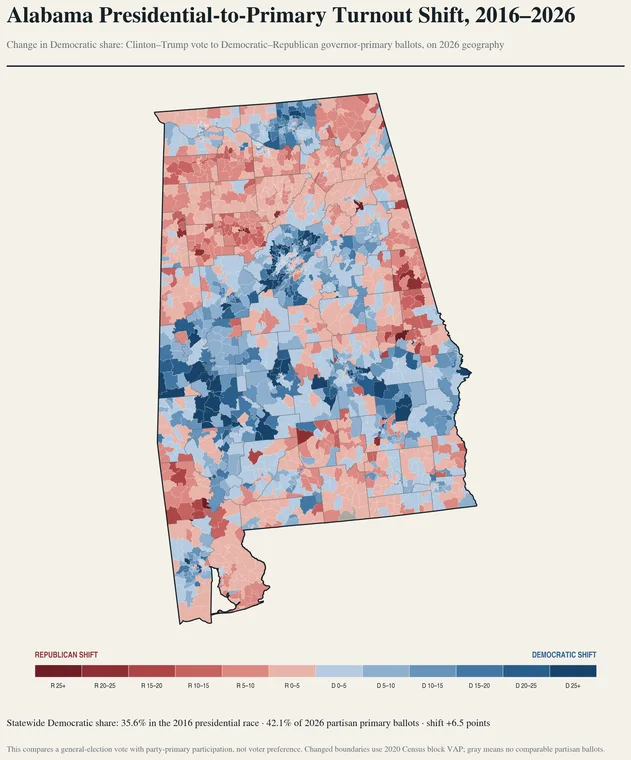 Alabama Presidential-to-Primary Turnout Shift, 2016–2026
Change in Democratic share: Clinton–Trump vote to Democratic–Republican governor-primary ballots, on 2026 geography
REPUBLICAN SHIFT
DEMOCRATIC SHIFT
R 25+ R 20–25 R 15–20 R 10–15 R 5–10 R 0–5 D 0–5 D 5–10 D 10–15 D 15–20 D 20–25 D 25+
Statewide Democratic share: 35.6% in the 2016 presidential race · 42.1% of 2026 partisan primary ballots · shift +6.5 points
This compares a general-election vote with party-primary participation, not voter preference. Changed boundaries use 2020 Census block VAP; gray means no comparable partisan ballots.